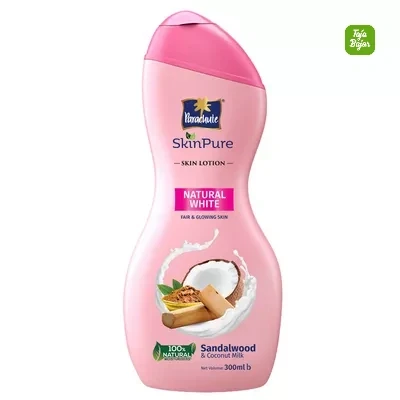 Taja
Bajar
Parachute
SkinPure
SKIN LOTION
NATURAL
WHITE
FAIR & GLOWING SKIN
100%
NATURAL
Sandalwood
& Coconut Milk
Net Volume 300ml